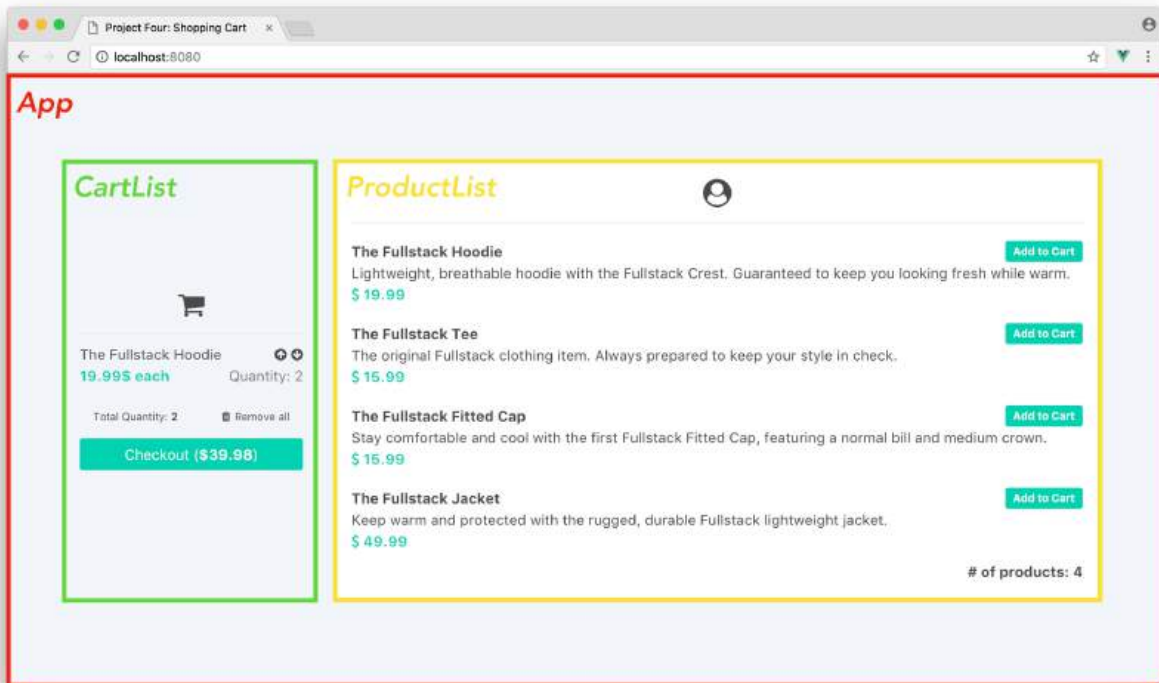 Project Four: Shopping Cart
localhost:8080
App
CartList
The Fullstack Hoodie
19.99$ each Quantity: 2
Total Quantity: 2 Remove all
Checkout ($39.98)
ProductList
The Fullstack Hoodie Add to Cart
Lightweight, breathable hoodie with the Fullstack Crest. Guaranteed to keep you looking fresh while warm.
$ 19.99
The Fullstack Tee Add to Cart
The original Fullstack clothing item. Always prepared to keep your style in check.
$ 15.99
The Fullstack Fitted Cap Add to Cart
Stay comfortable and cool with the first Fullstack Fitted Cap, featuring a normal bill and medium crown.
$ 15.99
The Fullstack Jacket Add to Cart
Keep warm and protected with the rugged, durable Fullstack lightweight jacket.
$ 49.99
# of products: 4